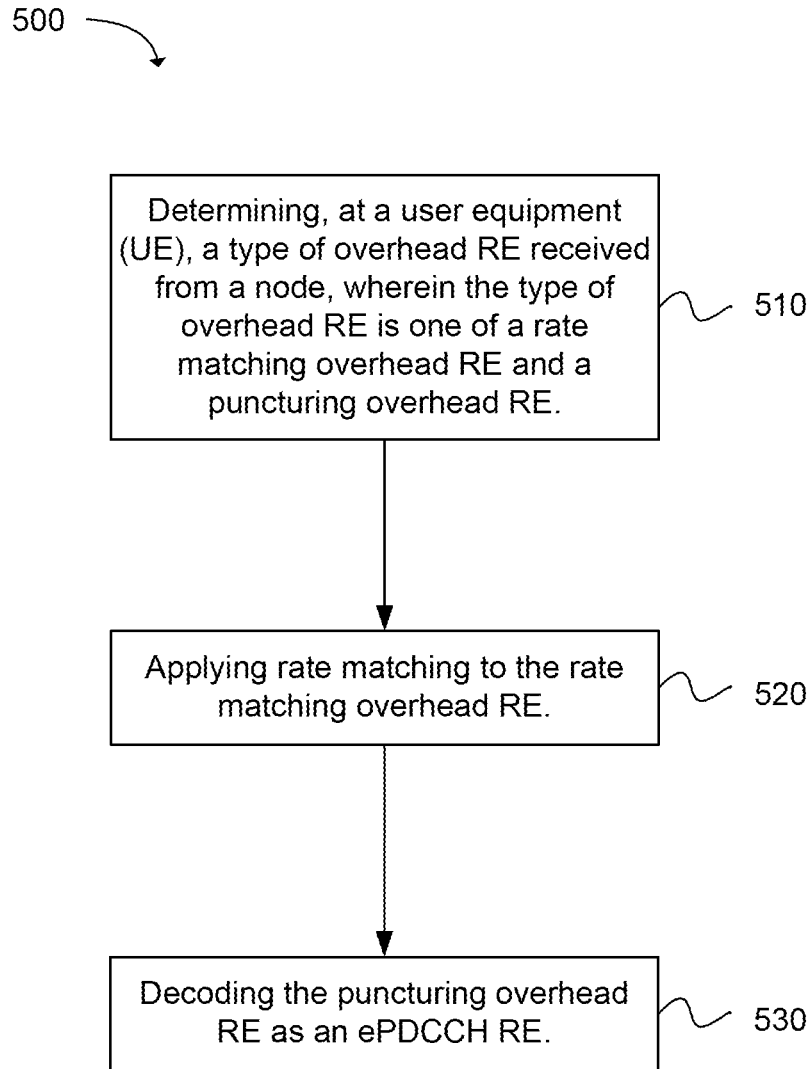 500
Determining, at a user equipment
(UE), a type of overhead RE received
from a node, wherein the type of
overhead RE is one of a rate
matching overhead RE and a
puncturing overhead RE.
510
Applying rate matching to the rate
matching overhead RE.
520
Decoding the puncturing overhead
RE as an ePDCCH RE.
530